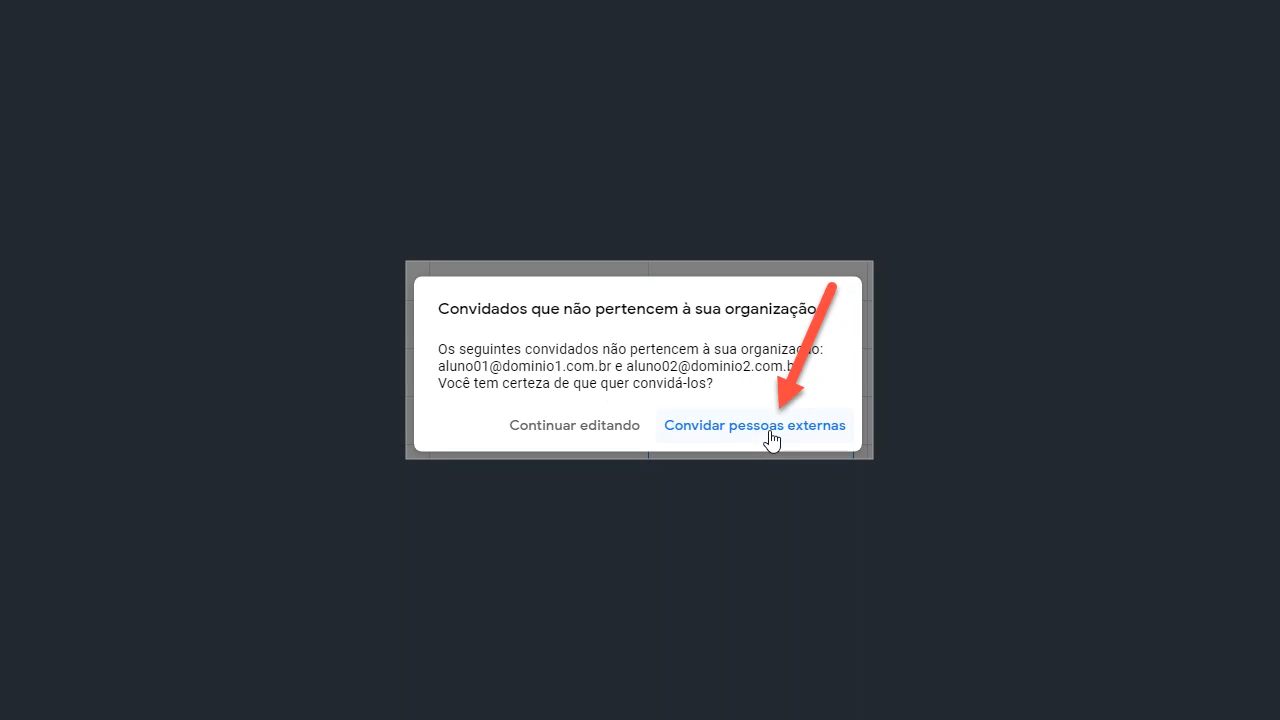 Convidados que não pertencem à sua organização
Os seguintes convidados não pertencem à sua organização:
aluno01@dominio1.com.br e aluno02@dominio2.com.br
Você tem certeza de que quer convidá-los?
Continuar editando
Convidar pessoas externas